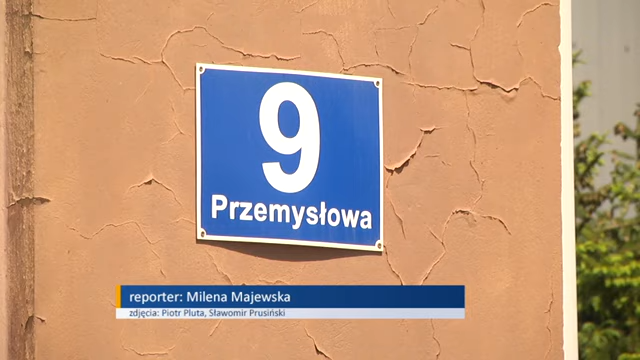 9
Przemysłowa
reporter: Milena Majewska
zdjęcia: Piotr Pluta, Sławomir Prusiński